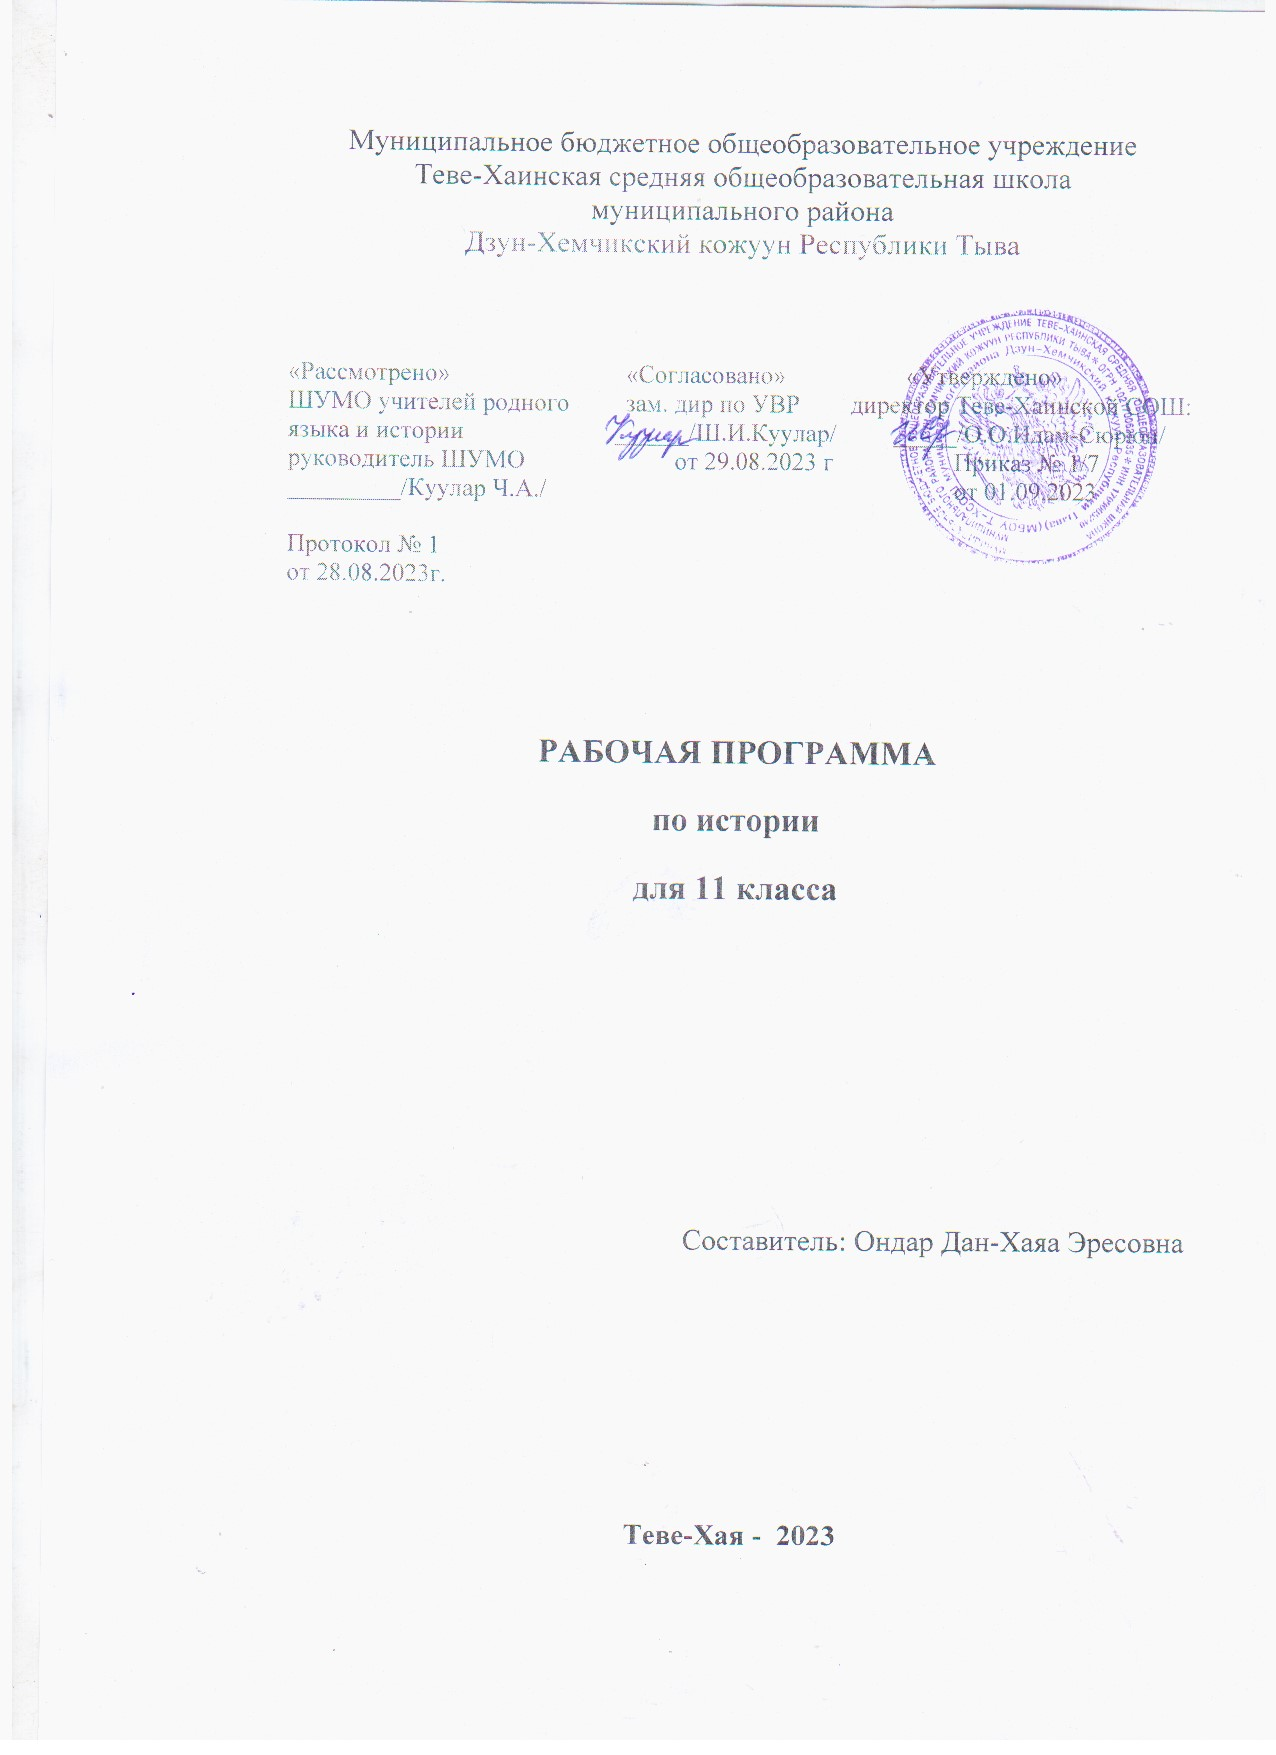 Муниципальное бюджетное общеобразовательное учреждение
Теве-Хаинская средняя общеобразовательная школа
муниципального района
Дзун-Хемчикский кожуун Республики Тыва
«Рассмотрено»
ШУМО учителей родного
языка и истории
руководитель ШУМО
_________/Куулар Ч.А./
Протокол № 1
от 28.08.2023г.
«Согласовано»
зам. дир по УВР
/Ш.И.Куулар/
от 29.08.2023 г
«Утверждено»
директор Теве-Хаинской СОШ:
/О.О.Идам-Сюрюн/
Приказ №
от 01.09.2023
РАБОЧАЯ ПРОГРАММА
по истории
для 11 класса
Составитель: Ондар Дан-Хаяа Эресовна
Теве-Хая - 2023